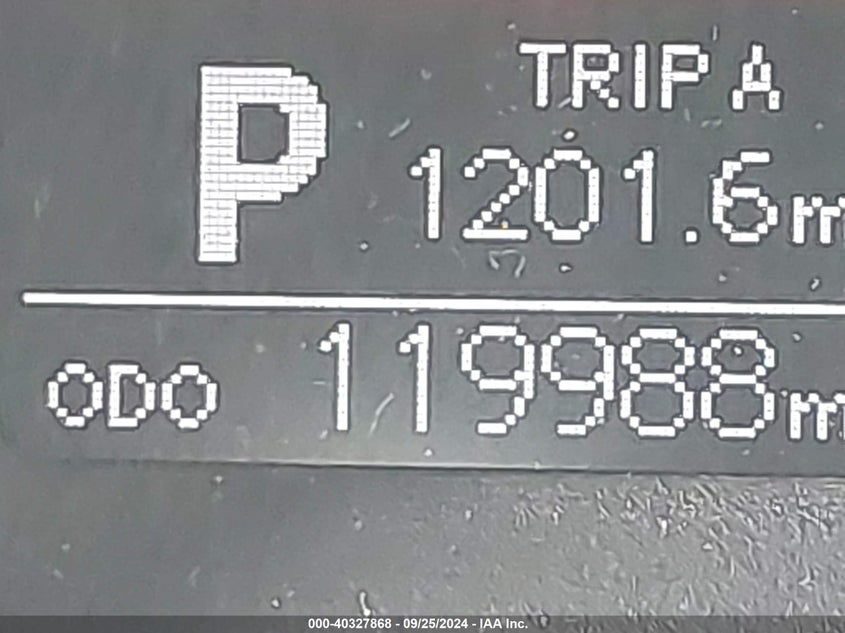 P
TRIP A
1201.6 m
ODO 119988 m
000-40327868 - 09/25/2024 - IAA Inc.